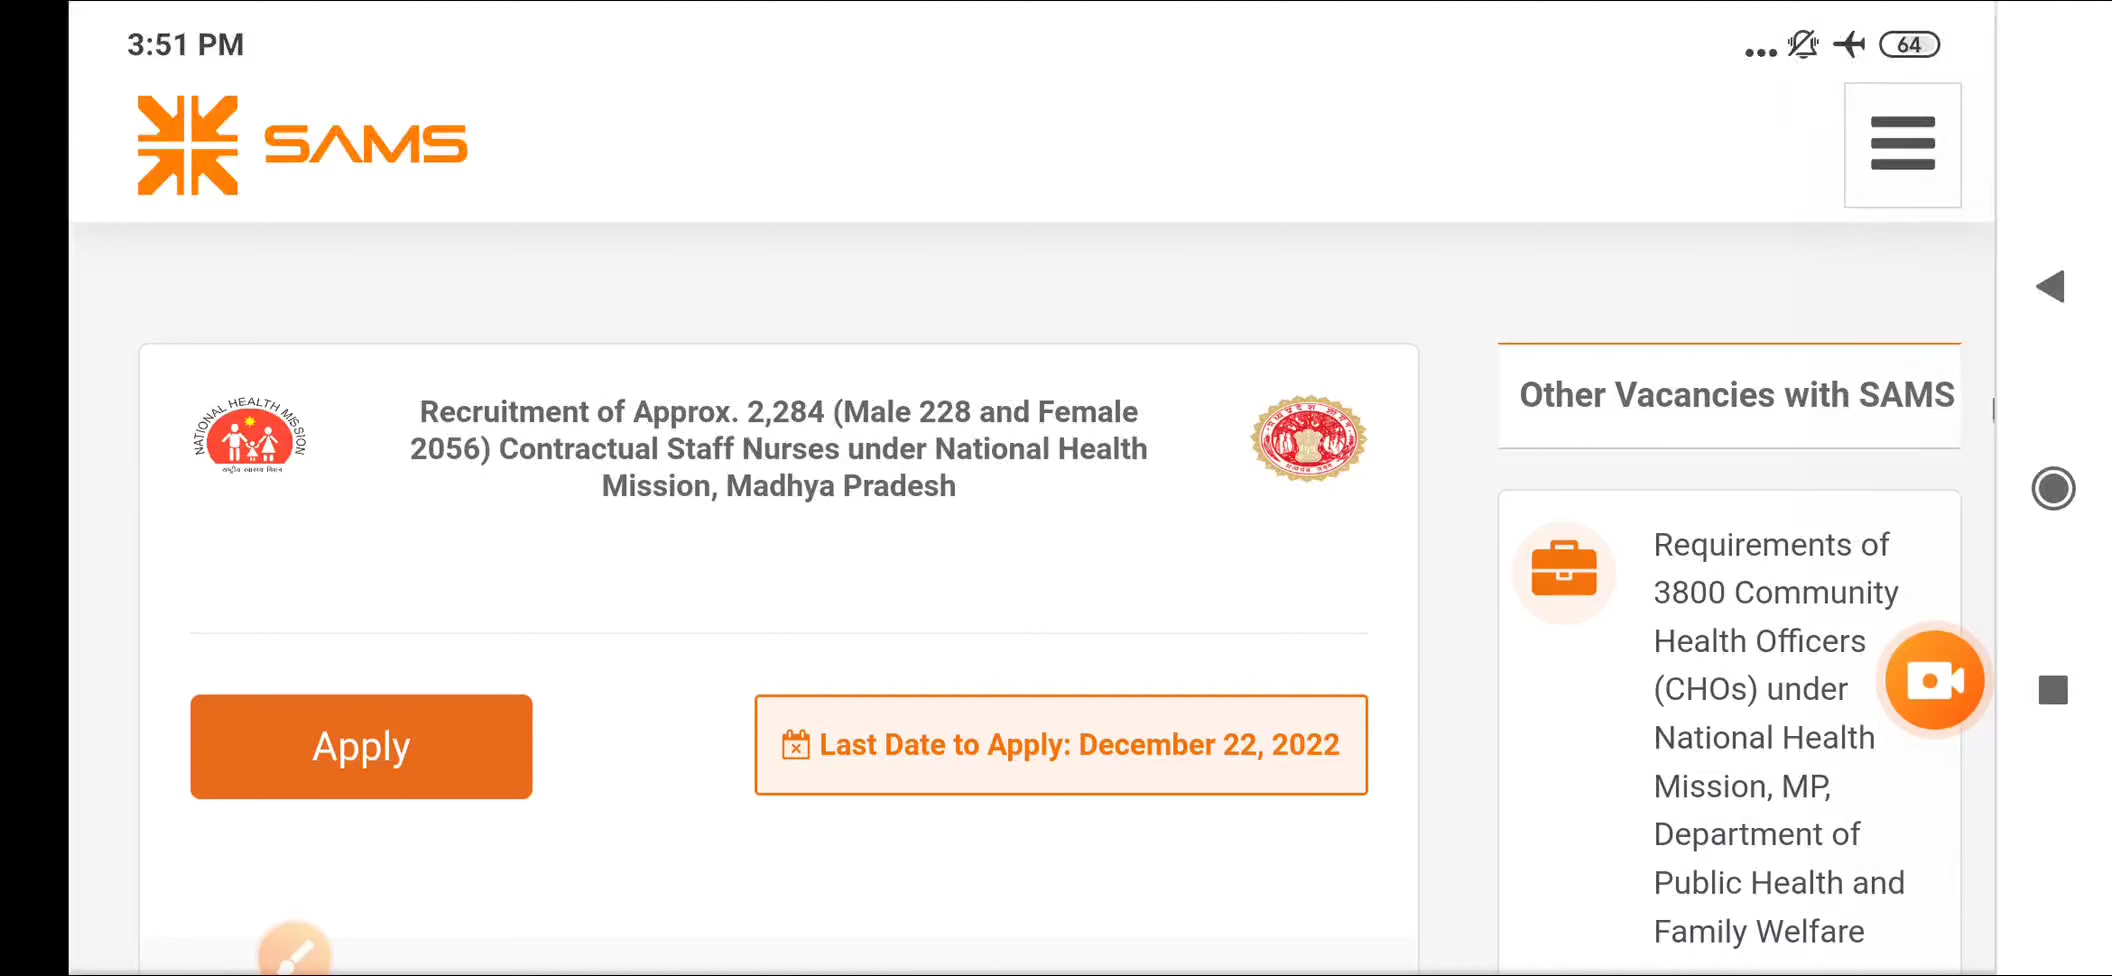 3:51 PM
64
SAMS
NATIONAL HEALTH MISSION
राष्ट्रीय स्वास्थ्य मिशन
Recruitment of Approx. 2,284 (Male 228 and Female
2056) Contractual Staff Nurses under National Health
Mission, Madhya Pradesh
Apply
Last Date to Apply: December 22, 2022
Other Vacancies with SAMS
Requirements of
3800 Community
Health Officers
(CHOs) under
National Health
Mission, MP,
Department of
Public Health and
Family Welfare